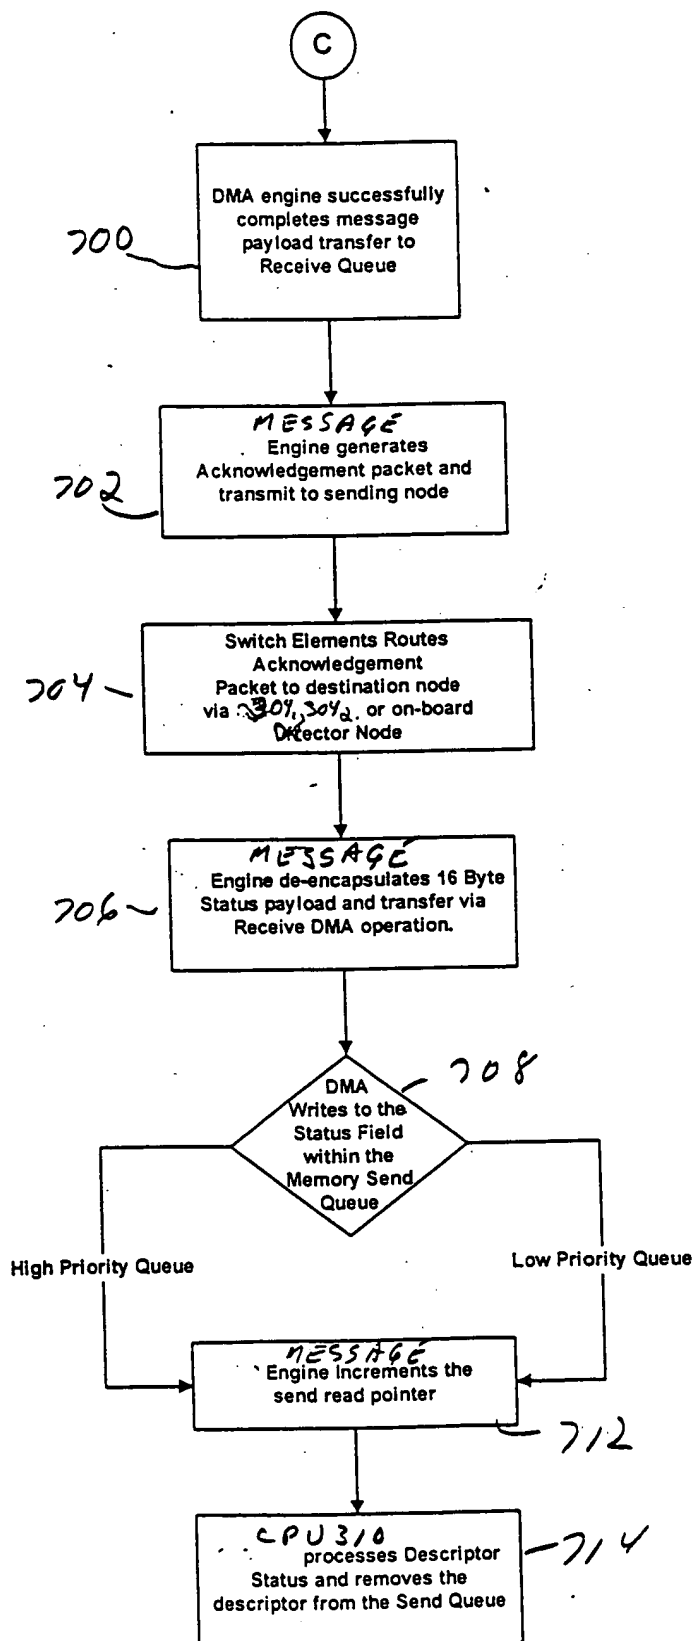 C
DMA engine successfully
completes message
payload transfer to
Receive Queue
700
MESSAGE
Engine generates
Acknowledgement packet and
transmit to sending node
702
Switch Elements Routes
Acknowledgement
Packet to destination node
via 304₁, 304₂. or on-board
Director Node
704
MESSAGE
Engine de-encapsulates 16 Byte
Status payload and transfer via
Receive DMA operation.
706
708
DMA
Writes to the
Status Field
within the
Memory Send
Queue
High Priority Queue
Low Priority Queue
MESSAGE
Engine Increments the
send read pointer
712
CPU 310
processes Descriptor
Status and removes the
descriptor from the Send Queue
714